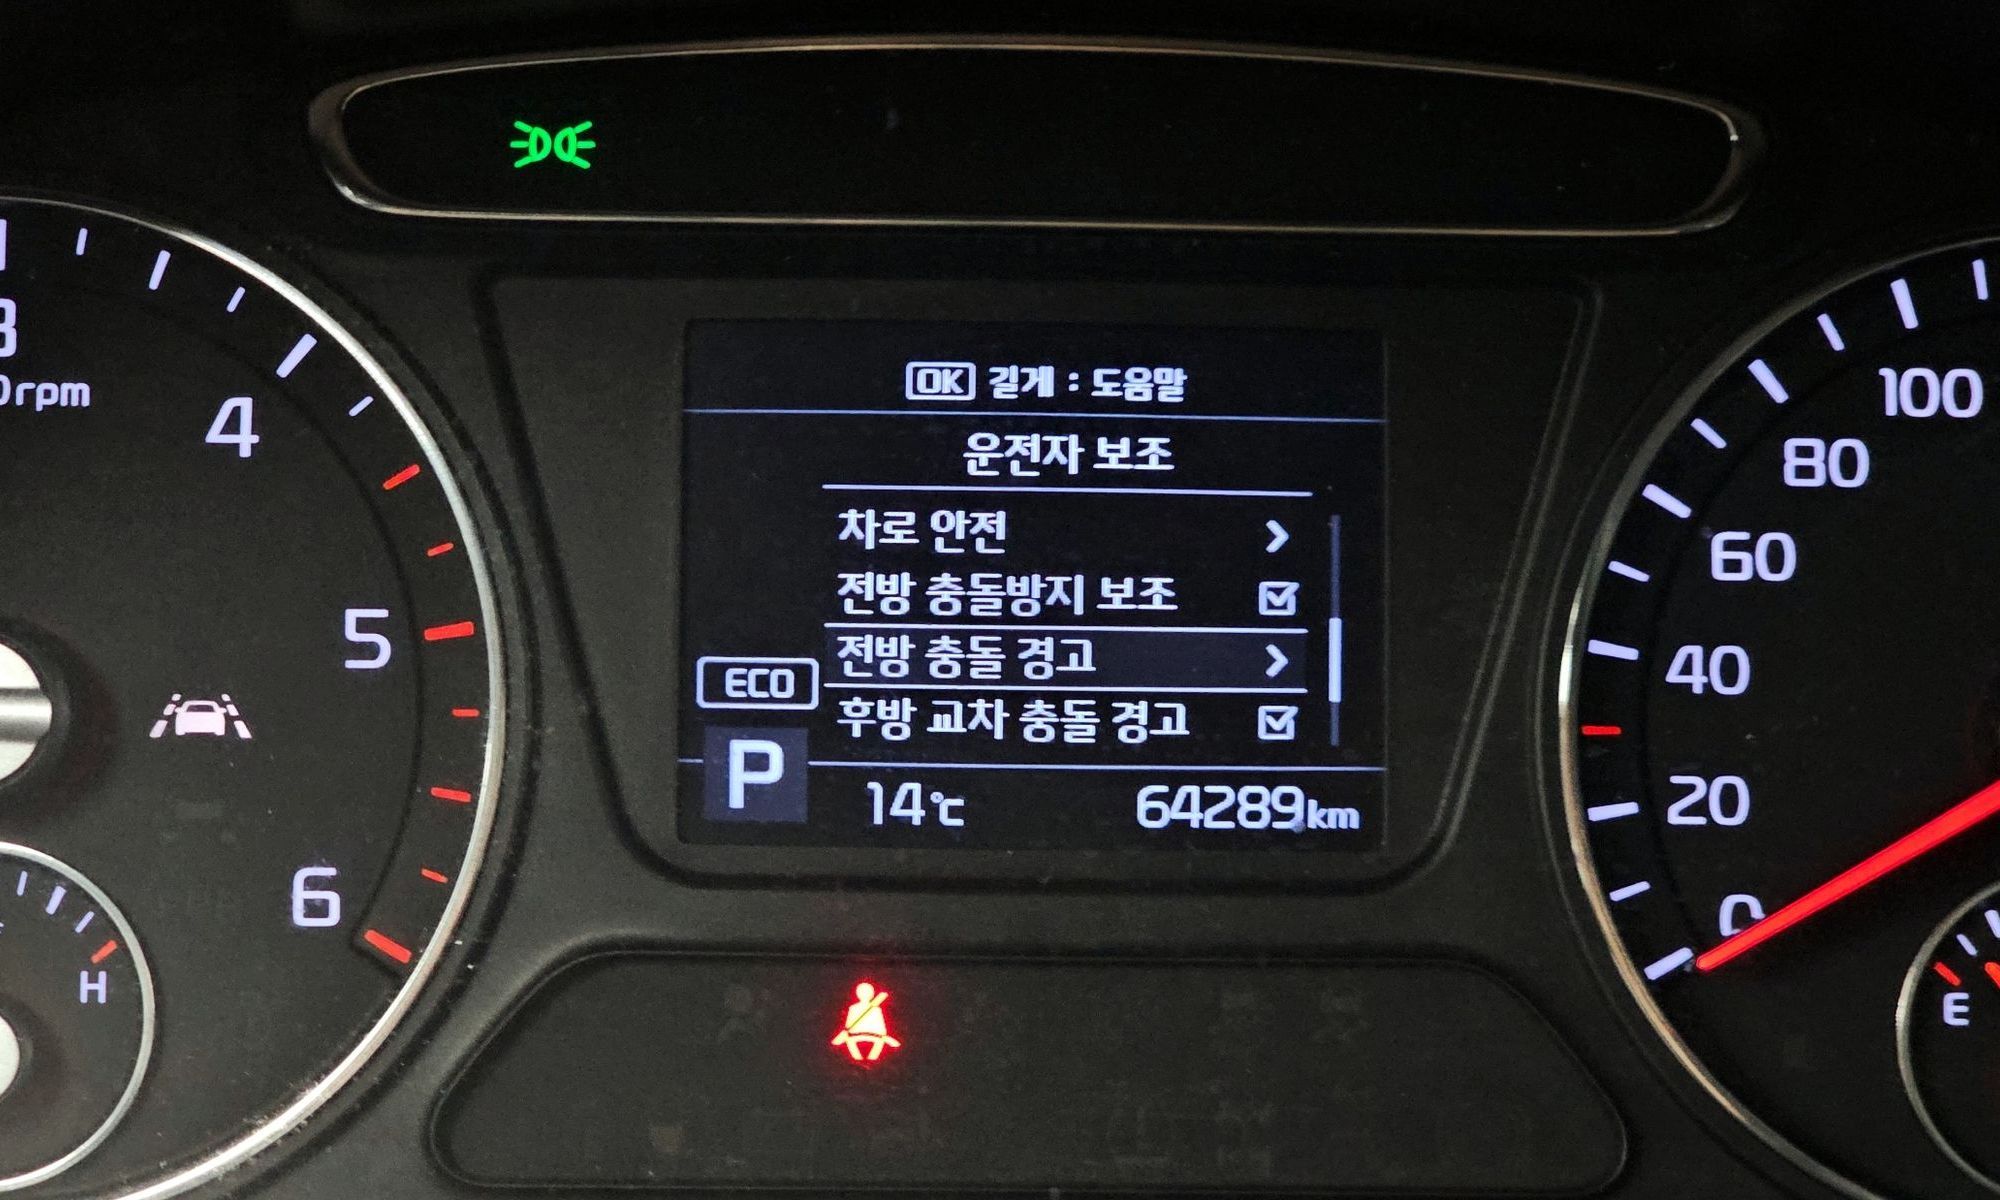 OK 길게 : 도움말
운전자 보조
차로 안전
전방 충돌방지 보조
전방 충돌 경고
후방 교차 충돌 경고
ECO
P
14℃
64289km
rpm
4
5
6
H
100
80
60
40
20
0
E